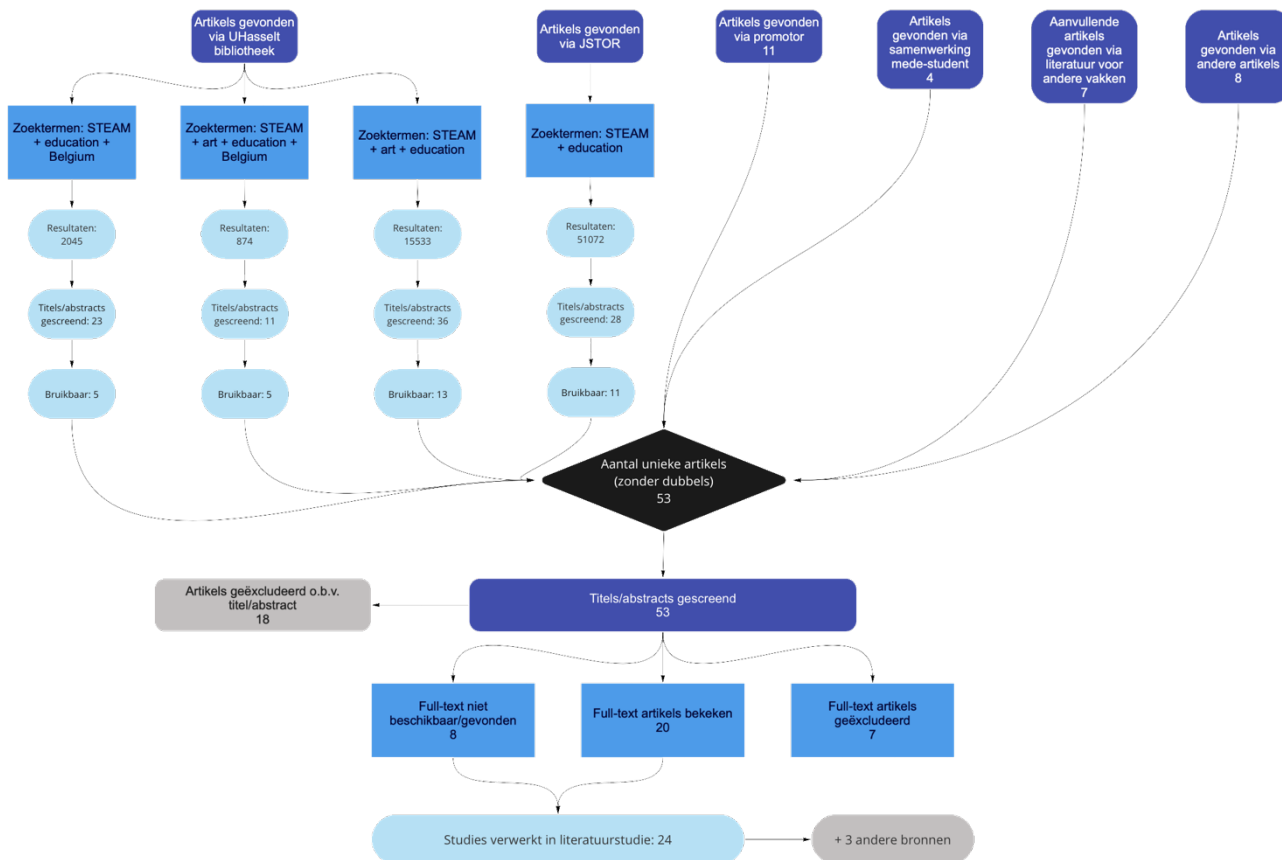 Artikels gevonden
via UHasselt
bibliotheek
Artikels gevonden
via JSTOR
Artikels gevonden
via promotor
11
Artikels
gevonden via
samenwerking
mede-student
4
Aanvullende
artikels
gevonden via
literatuur voor
andere vakken
7
Artikels
gevonden via
andere artikels
8
Zoektermen: STEAM
+ education +
Belgium
Zoektermen: STEAM
+ art + education +
Belgium
Zoektermen: STEAM
+ art + education
Zoektermen: STEAM
+ education
Resultaten:
2045
Resultaten:
874
Resultaten:
15533
Resultaten:
51072
Titels/abstracts
gescreend: 23
Titels/abstracts
gescreend: 11
Titels/abstracts
gescreend: 36
Titels/abstracts
gescreend: 28
Bruikbaar: 5
Bruikbaar: 5
Bruikbaar: 13
Bruikbaar: 11
Aantal unieke artikels
(zonder dubbels)
53
Artikels geëxcludeerd o.b.v.
titel/abstract
18
Titels/abstracts gescreend
53
Full-text niet
beschikbaar/gevonden
8
Full-text artikels bekeken
20
Full-text artikels
geëxcludeerd
7
Studies verwerkt in literatuurstudie: 24
+ 3 andere bronnen